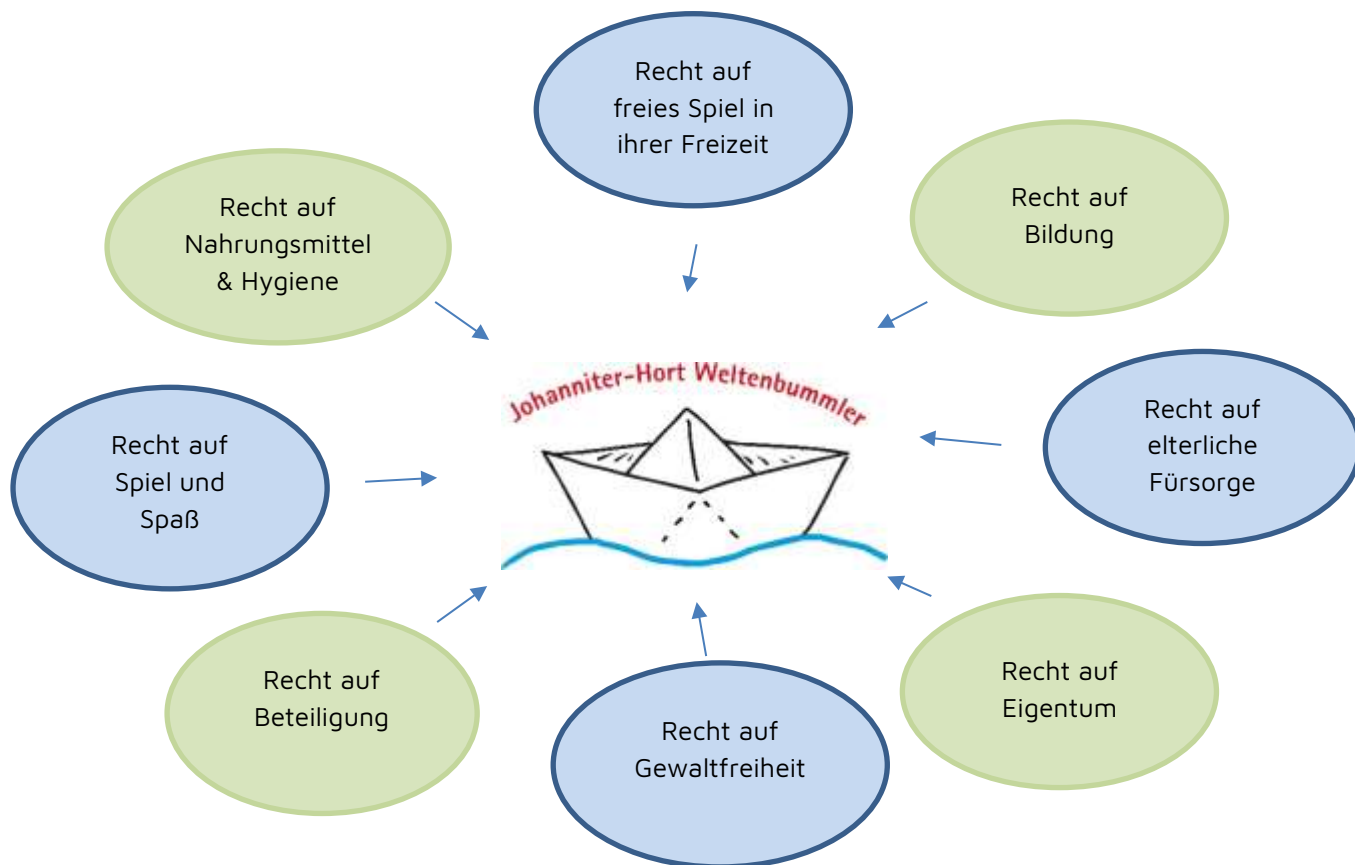 Recht auf
freies Spiel in
ihrer Freizeit
Recht auf
Nahrungsmittel
& Hygiene
Recht auf
Bildung
Johanniter-Hort Weltenbummler
Recht auf
Spiel und
Spaß
Recht auf
elterliche
Fürsorge
Recht auf
Beteiligung
Recht auf
Gewaltfreiheit
Recht auf
Eigentum